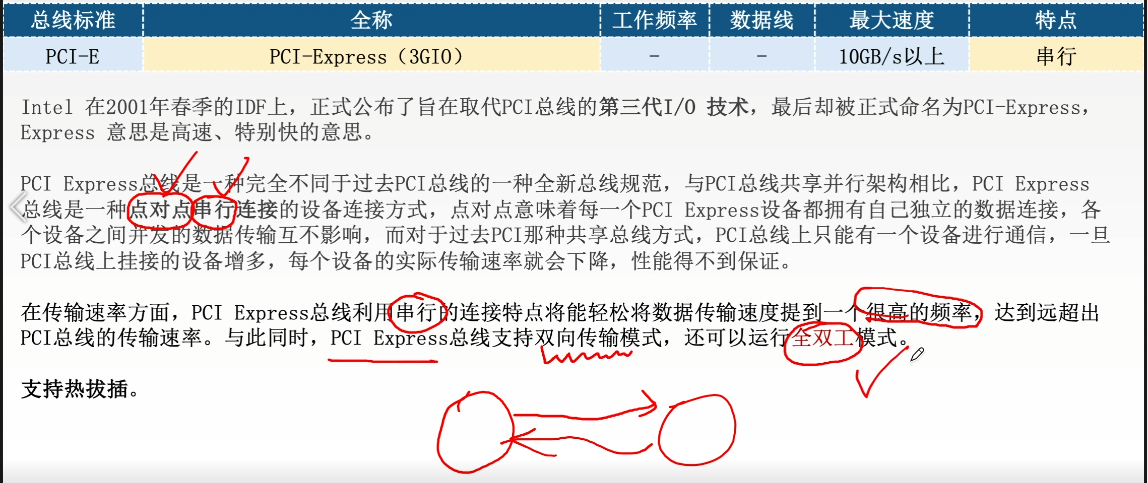 总线标准 全称 工作频率 数据线 最大速度 特点
PCI-E PCI-Express（3GIO） - - 10GB/s以上 串行
Intel 在2001年春季的IDF上，正式公布了旨在取代PCI总线的第三代I/O 技术，最后却被正式命名为PCI-Express，
Express 意思是高速、特别快的意思。
PCI Express总线是一种完全不同于过去PCI总线的一种全新总线规范，与PCI总线共享并行架构相比，PCI Express
总线是一种点对点串行连接的设备连接方式，点对点意味着每一个PCI Express设备都拥有自己独立的数据连接，各
个设备之间并发的数据传输互不影响，而对于过去PCI那种共享总线方式，PCI总线上只能有一个设备进行通信，一旦
PCI总线上挂接的设备增多，每个设备的实际传输速率就会下降，性能得不到保证。
在传输速率方面，PCI Express总线利用串行的连接特点将能轻松将数据传输速度提到一个很高的频率，达到远超出
PCI总线的传输速率。与此同时，PCI Express总线支持双向传输模式，还可以运行全双工模式。
支持热拔插。